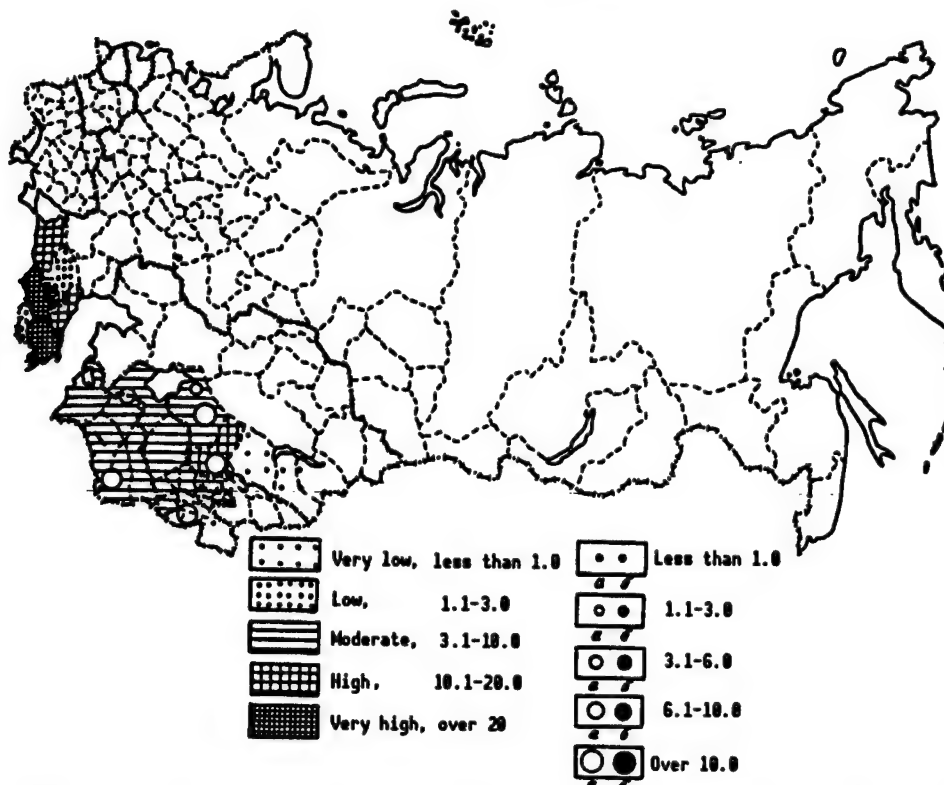 Very low, less than 1.0
Low, 1.1-3.0
Moderate, 3.1-10.0
High, 10.1-20.0
Very high, over 20
Less than 1.0
1.1-3.0
3.1-6.0
6.1-10.0
Over 10.0